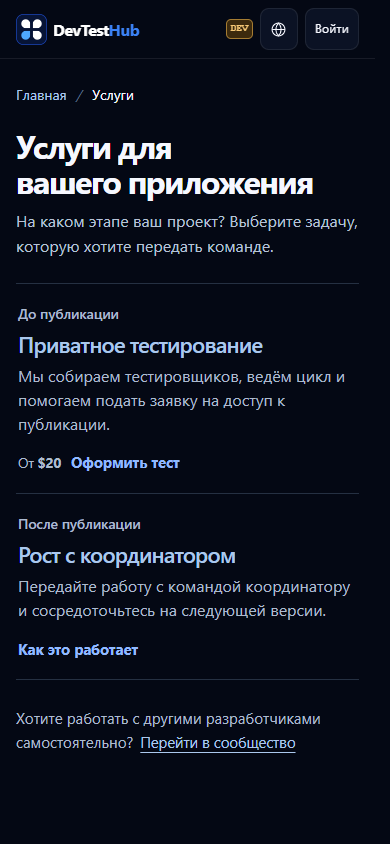 DevTestHub
DEV
Войти
Главная / Услуги
Услуги для
вашего приложения
На каком этапе ваш проект? Выберите задачу,
которую хотите передать команде.
До публикации
Приватное тестирование
Мы собираем тестировщиков, ведём цикл и
помогаем подать заявку на доступ к
публикации.
От $20 Оформить тест
После публикации
Рост с координатором
Передайте работу с командой координатору
и сосредоточьтесь на следующей версии.
Как это работает
Хотите работать с другими разработчиками
самостоятельно? Перейти в сообщество